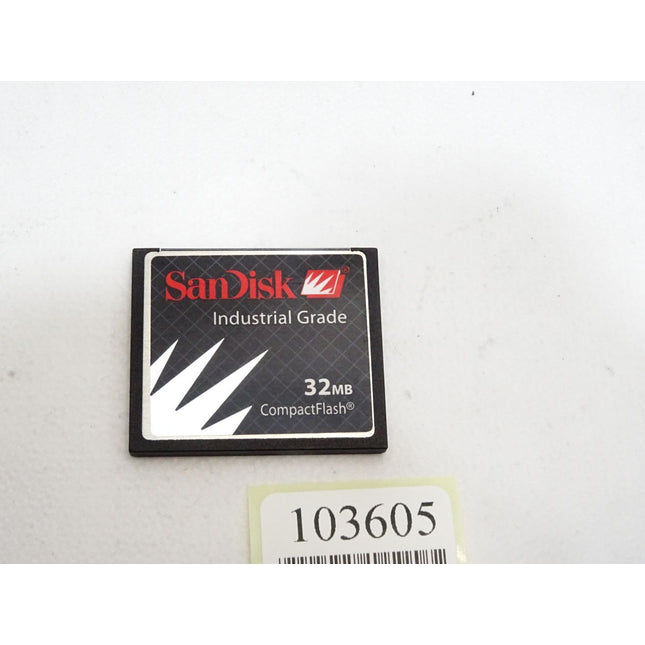 SanDisk ®
Industrial Grade
32MB
CompactFlash®
103605